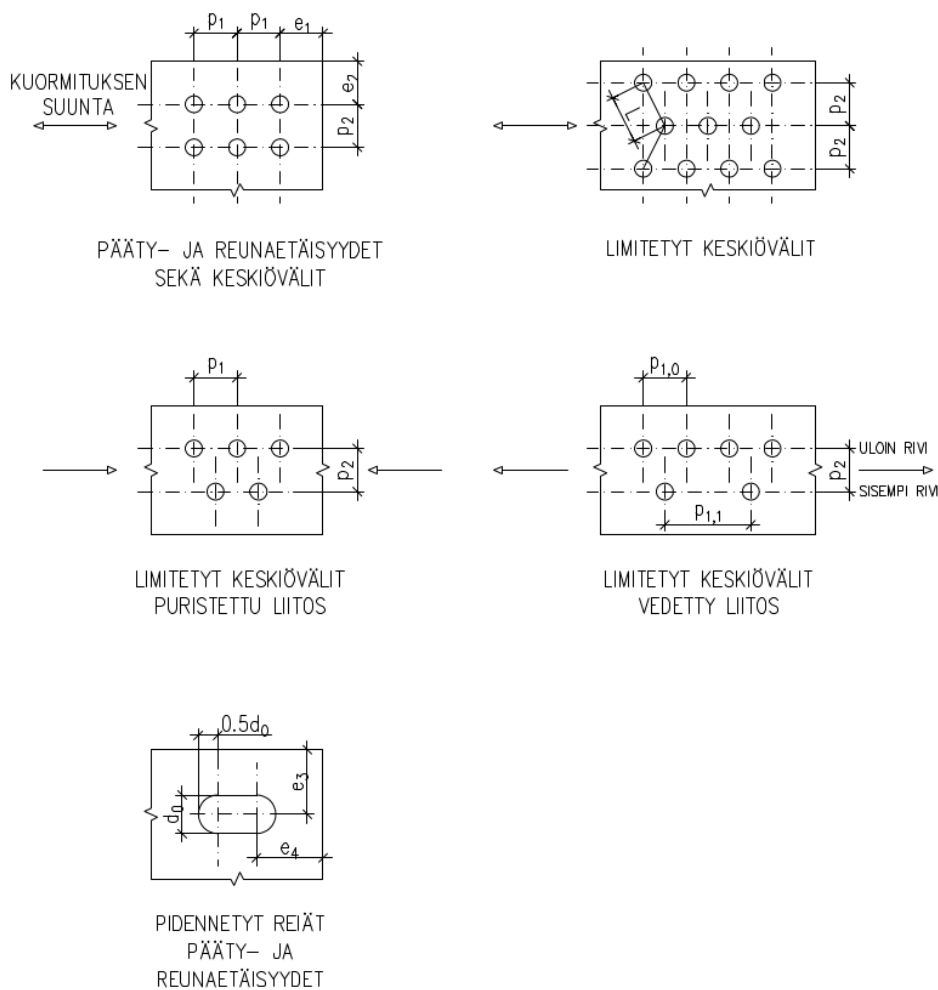 p1 p1 e1
e2
KUORMITUKSEN
SUUNTA
p2
PÄÄTY- JA REUNAETÄISYYDET
SEKÄ KESKIÖVÄLIT
L
p2
p2
LIMITETYT KESKIÖVÄLIT
p1
p2
LIMITETYT KESKIÖVÄLIT
PURISTETTU LIITOS
p1,0
ULOIN RIVI
p2
SISEMPI RIVI
p1,1
LIMITETYT KESKIÖVÄLIT
VEDETTY LIITOS
0.5d0
e3
d0
e4
PIDENNETYT REIÄT
PÄÄTY- JA
REUNAETÄISYYDET